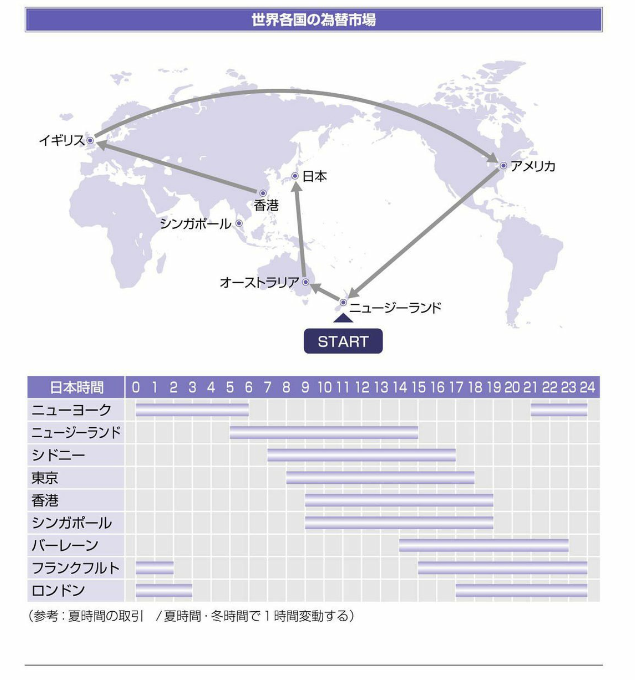 世界各国の為替市場
イギリス
アメリカ
日本
香港
シンガポール
オーストラリア
ニュージーランド
START
日本時間 0 1 2 3 4 5 6 7 8 9 10 11 12 13 14 15 16 17 18 19 20 21 22 23 24
ニューヨーク
ニュージーランド
シドニー
東京
香港
シンガポール
バーレーン
フランクフルト
ロンドン
（参考：夏時間の取引　/夏時間・冬時間で1時間変動する）